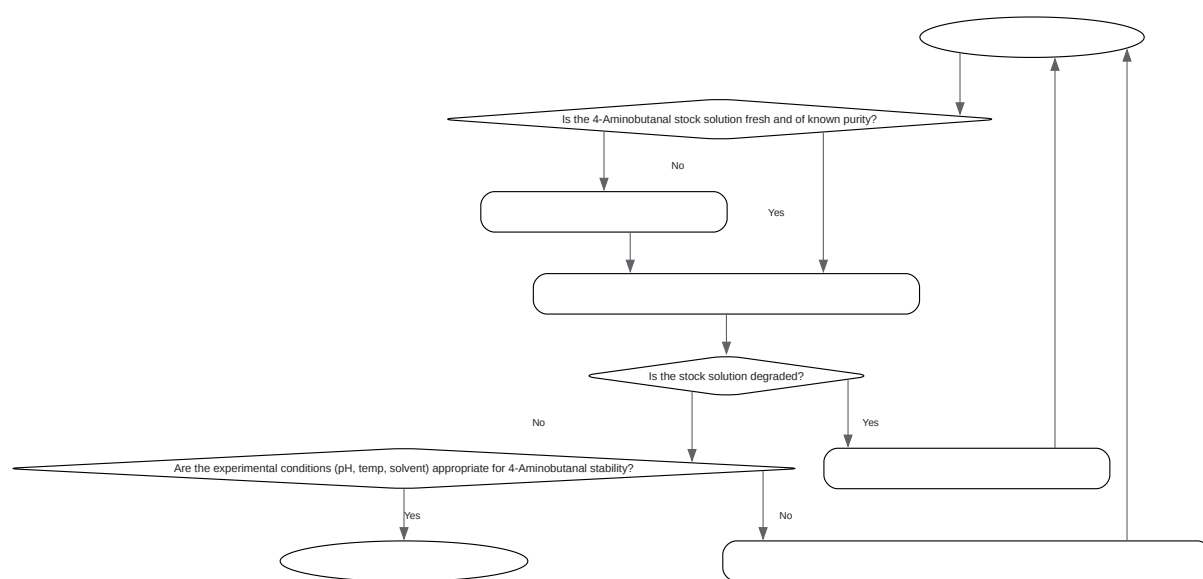 Is the 4-Aminobutanal stock solution fresh and of known purity?
No
Yes
Is the stock solution degraded?
No
Yes
Are the experimental conditions (pH, temp, solvent) appropriate for 4-Aminobutanal stability?
Yes
No